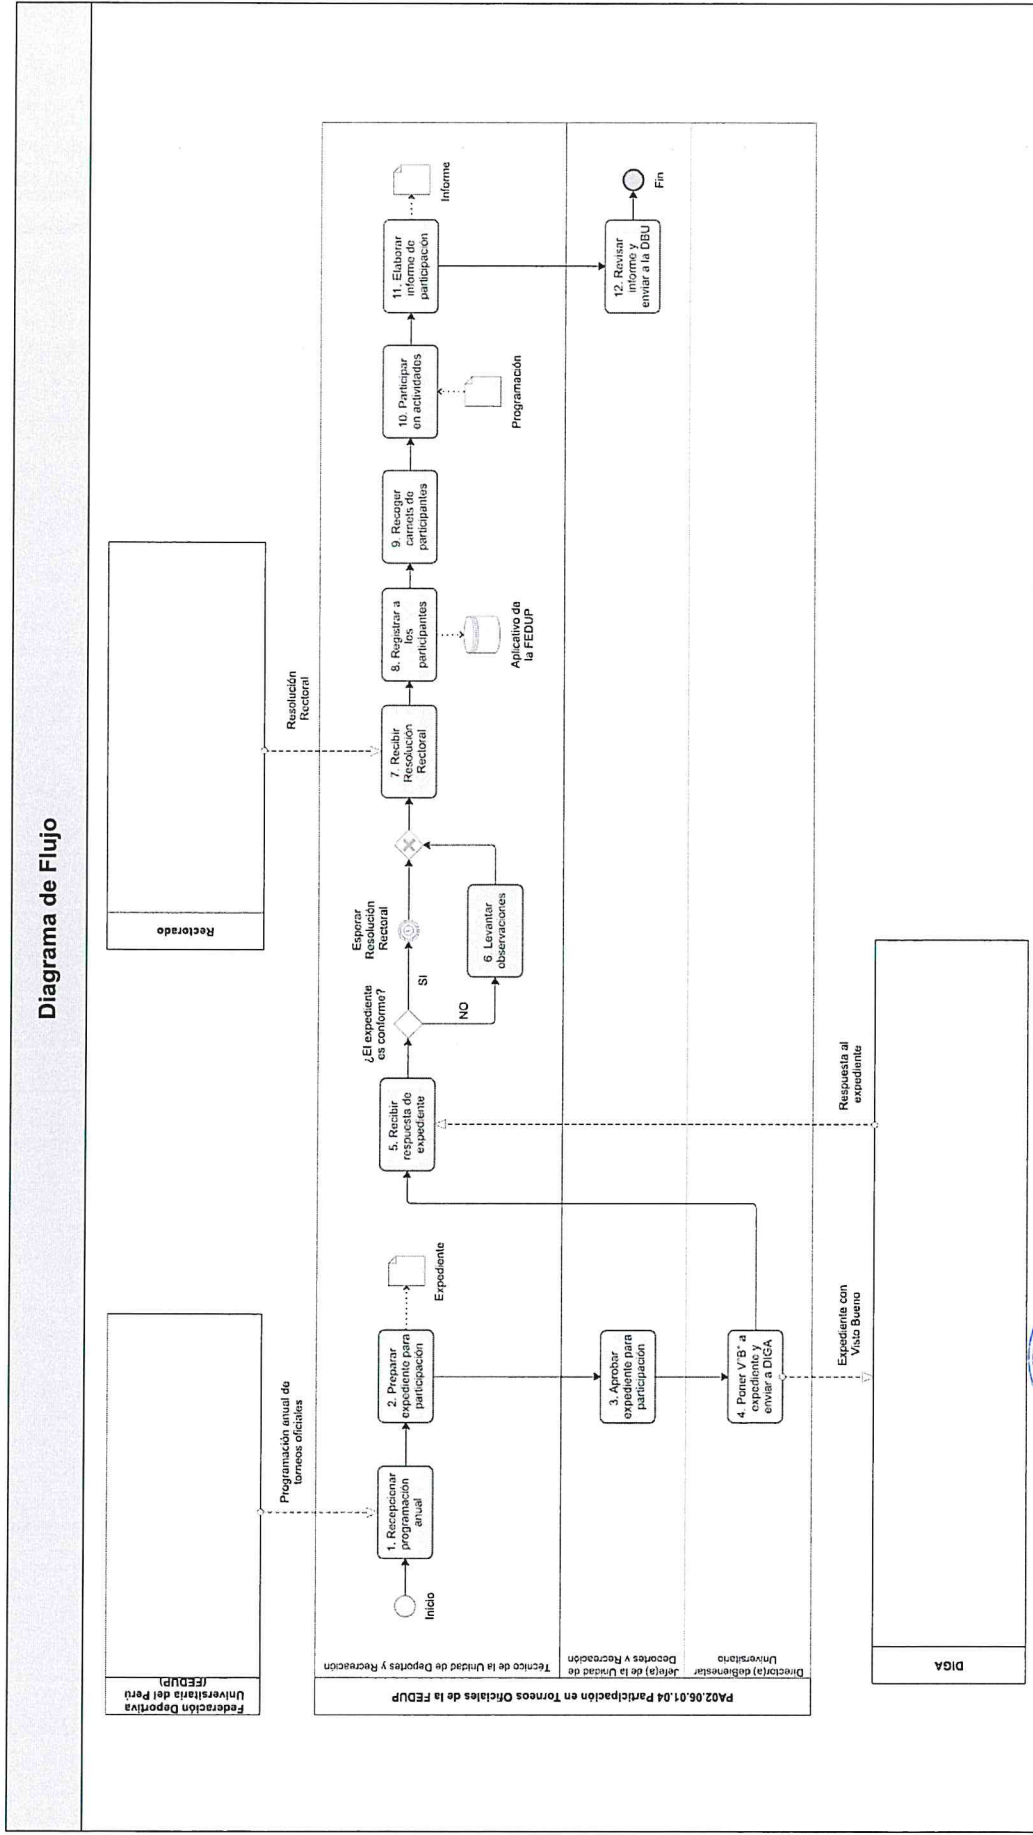 Diagrama de Flujo
Federación Deportiva
Universitaria del Perú
(FEDUP)
Rectorado
Programación anual de
torneos oficiales
Resolución
Rectoral
PA02.06.01.04 Participación en Torneos Oficiales de la FEDUP
Técnico de la Unidad de Deportes y Recreación
Inicio
1. Recepcionar
programación
anual
2. Preparar
expediente para
participación
Expediente
5. Recibir
respuesta de
expediente
¿El expediente
es conforme?
SI
NO
Esperar
Resolución
Rectoral
6. Levantar
observaciones
7. Recibir
Resolución
Rectoral
8. Registrar a
los
participantes
Aplicativo de
la FEDUP
9. Recoger
carnets de
participantes
10. Participar
en actividades
Programación
11. Elaborar
informe de
participación
Informe
Jefe(a) de la Unidad de
Deportes y Recreación
3. Aprobar
expediente para
participación
12. Revisar
informe y
enviar a la DBU
Fin
Director(a) deBienestar
Universitario
4. Poner V°B° a
expediente y
enviar a DIGA
Expediente con
Visto Bueno
Respuesta al
expediente
DIGA